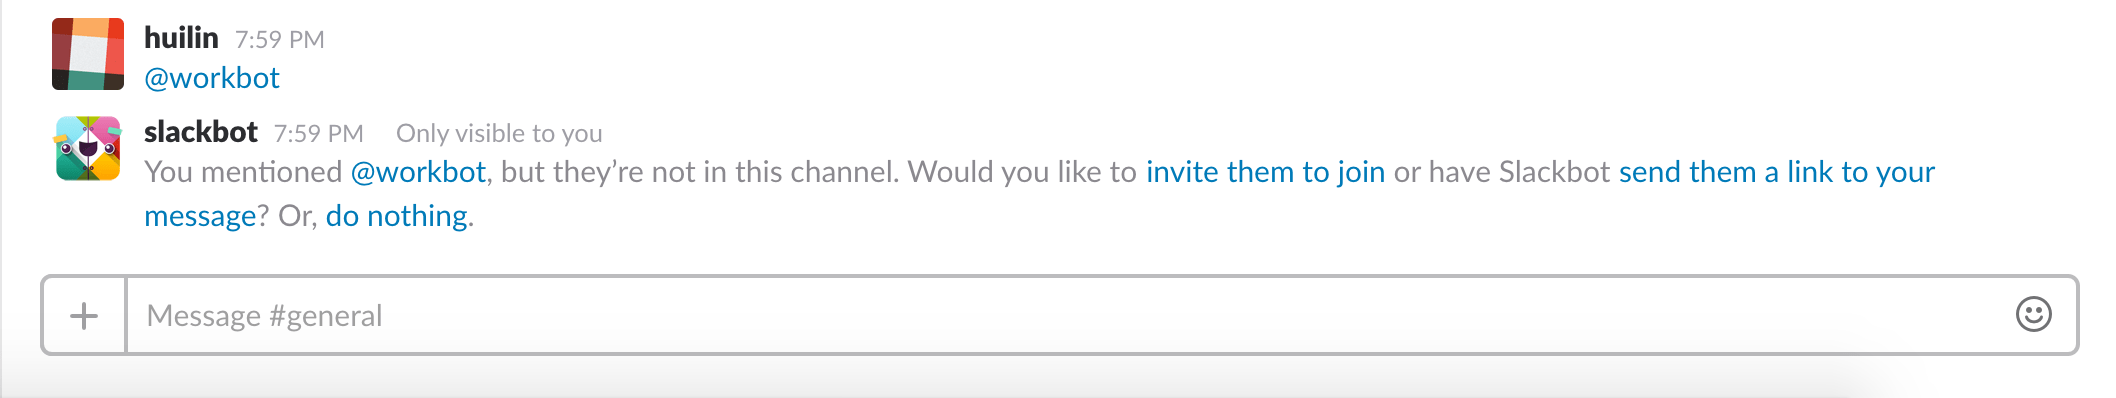 huilin 7:59 PM
@workbot
slackbot 7:59 PM Only visible to you
You mentioned @workbot, but they’re not in this channel. Would you like to invite them to join or have Slackbot send them a link to your
message? Or, do nothing.
Message #general